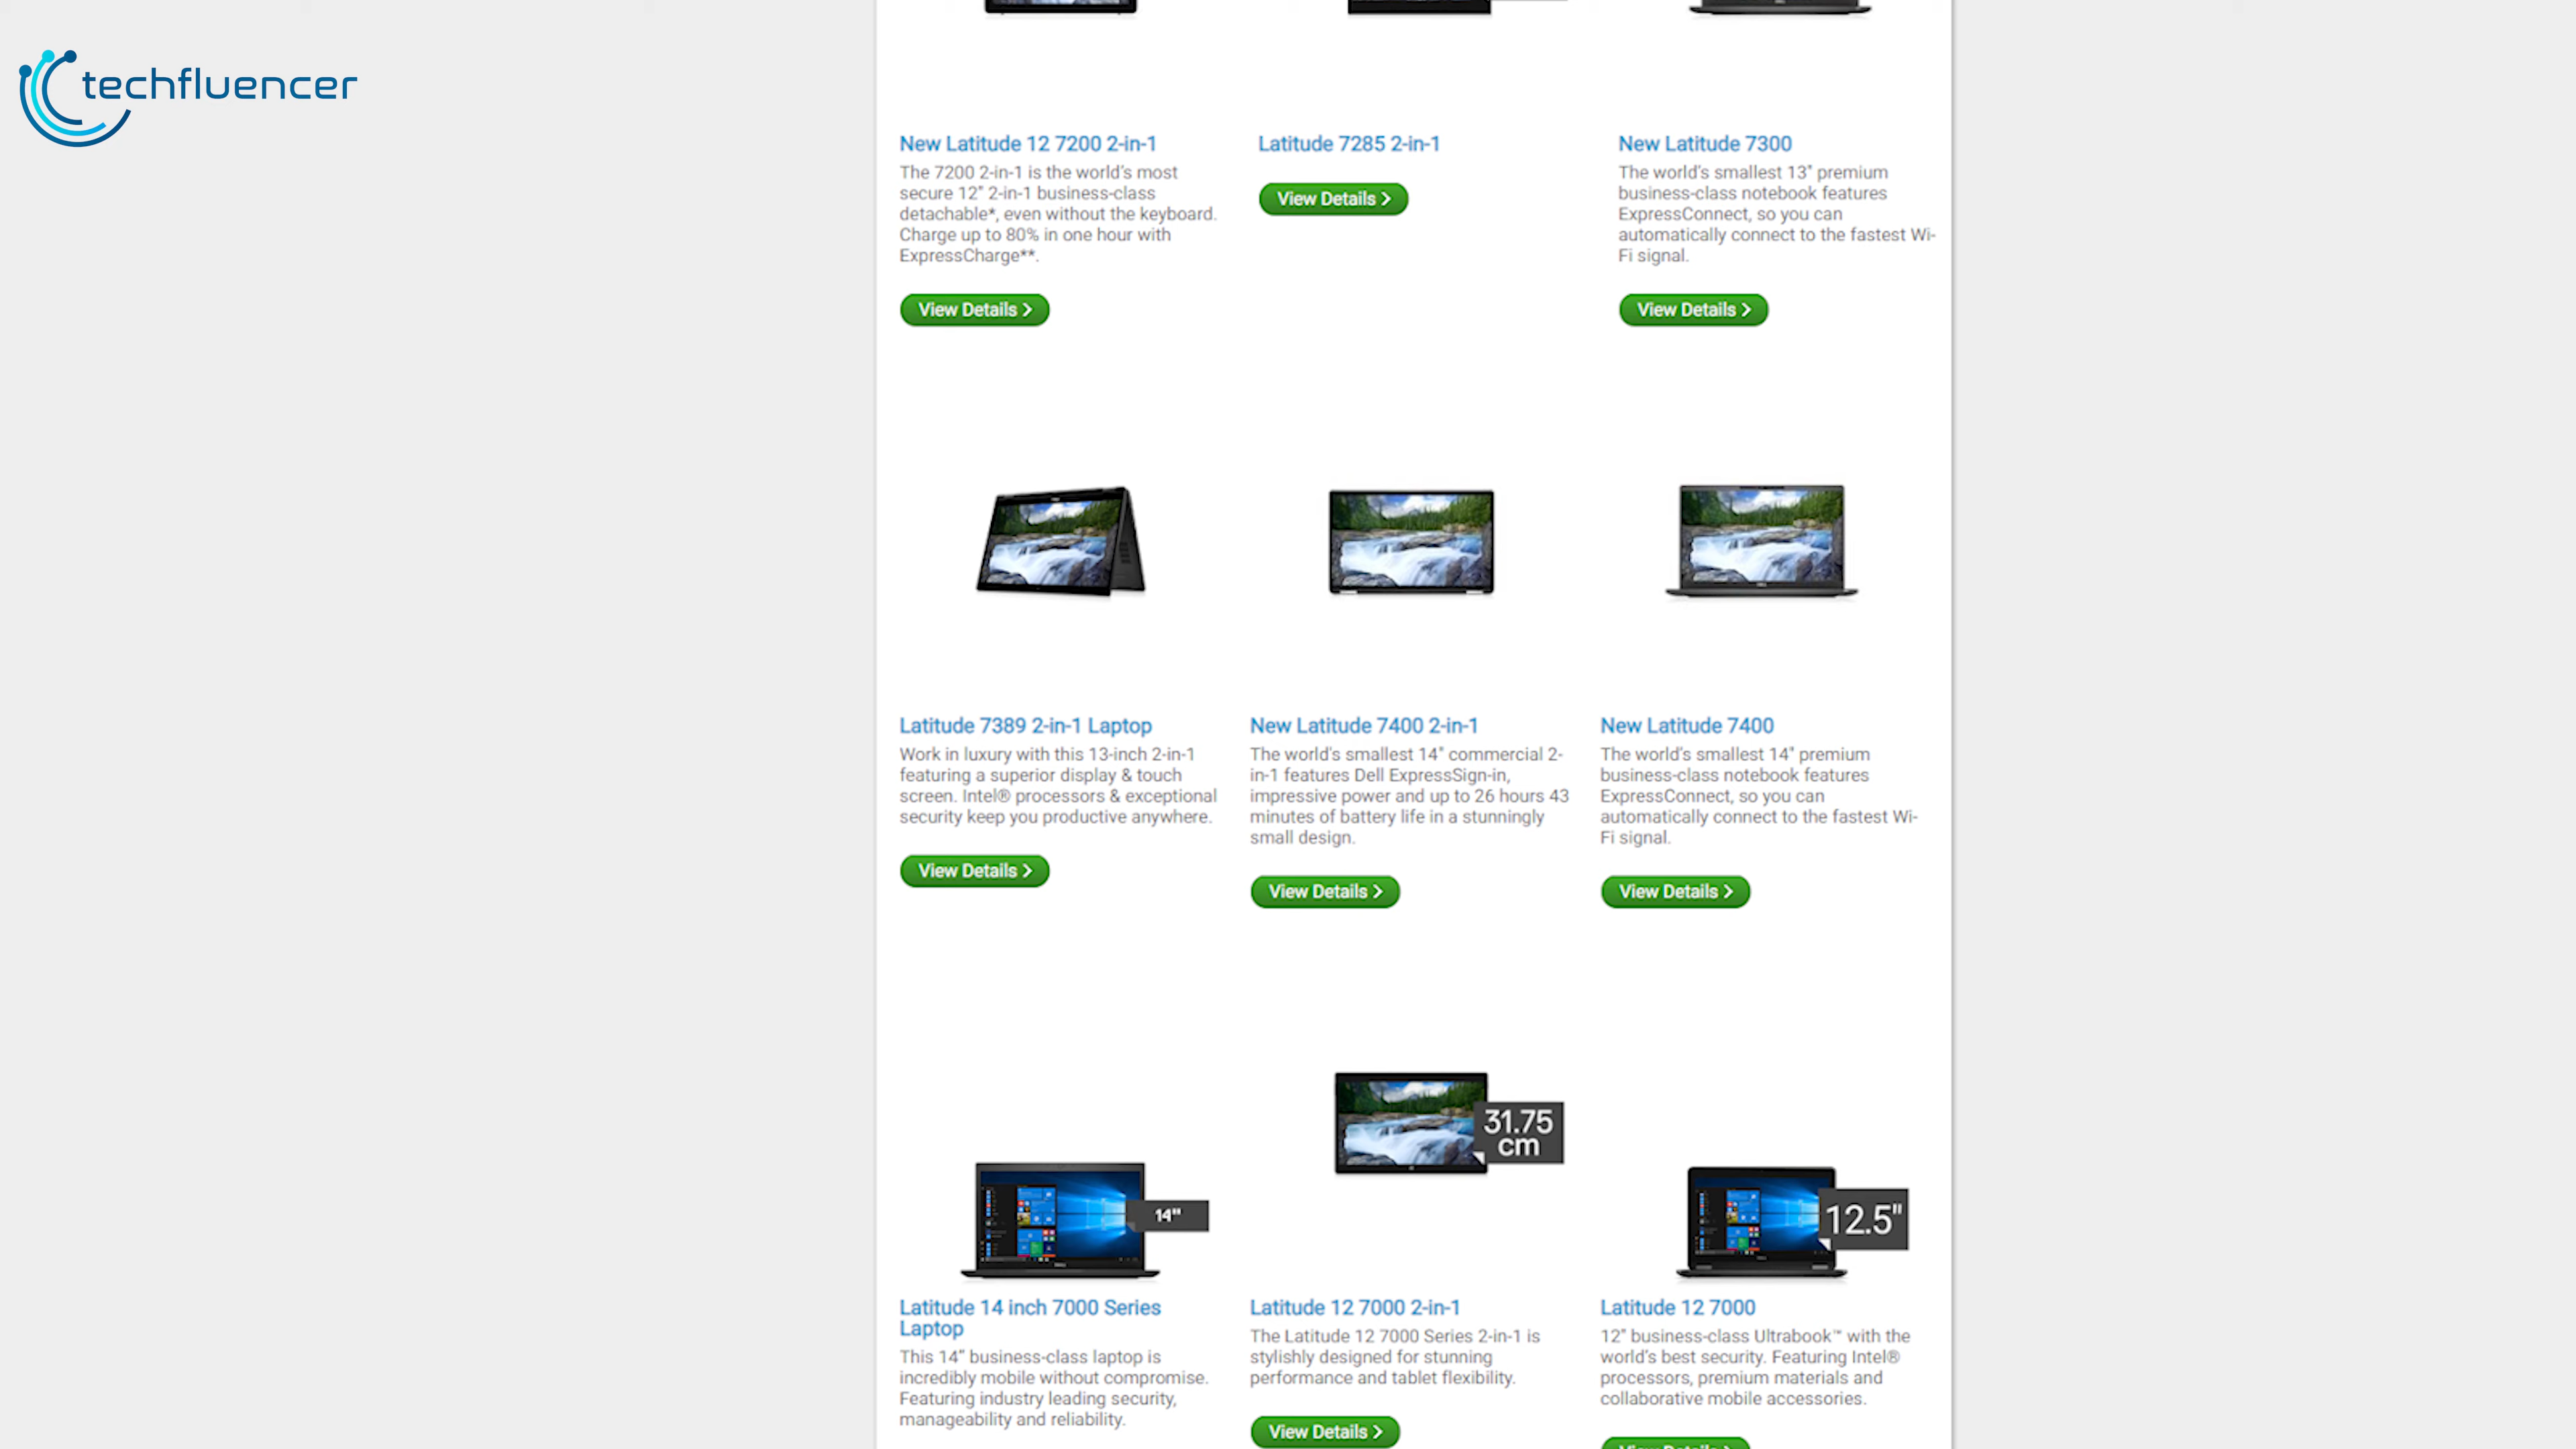 techfluencer
New Latitude 12 7200 2-in-1
The 7200 2-in-1 is the world's most
secure 12" 2-in-1 business-class
detachable*, even without the keyboard.
Charge up to 80% in one hour with
ExpressCharge**.
View Details >
Latitude 7285 2-in-1
View Details >
New Latitude 7300
The world's smallest 13" premium
business-class notebook features
ExpressConnect, so you can
automatically connect to the fastest Wi-
Fi signal.
View Details >
Latitude 7389 2-in-1 Laptop
Work in luxury with this 13-inch 2-in-1
featuring a superior display & touch
screen. Intel® processors & exceptional
security keep you productive anywhere.
View Details >
New Latitude 7400 2-in-1
The world's smallest 14" commercial 2-
in-1 features Dell ExpressSign-in,
impressive power and up to 26 hours 43
minutes of battery life in a stunningly
small design.
View Details >
New Latitude 7400
The world's smallest 14" premium
business-class notebook features
ExpressConnect, so you can
automatically connect to the fastest Wi-
Fi signal.
View Details >
14"
Latitude 14 inch 7000 Series
Laptop
This 14" business-class laptop is
incredibly mobile without compromise.
Featuring industry leading security,
manageability and reliability.
31.75
cm
Latitude 12 7000 2-in-1
The Latitude 12 7000 Series 2-in-1 is
stylishly designed for stunning
performance and tablet flexibility.
View Details >
12.5"
Latitude 12 7000
12" business-class Ultrabook™ with the
world's best security. Featuring Intel®
processors, premium materials and
collaborative mobile accessories.